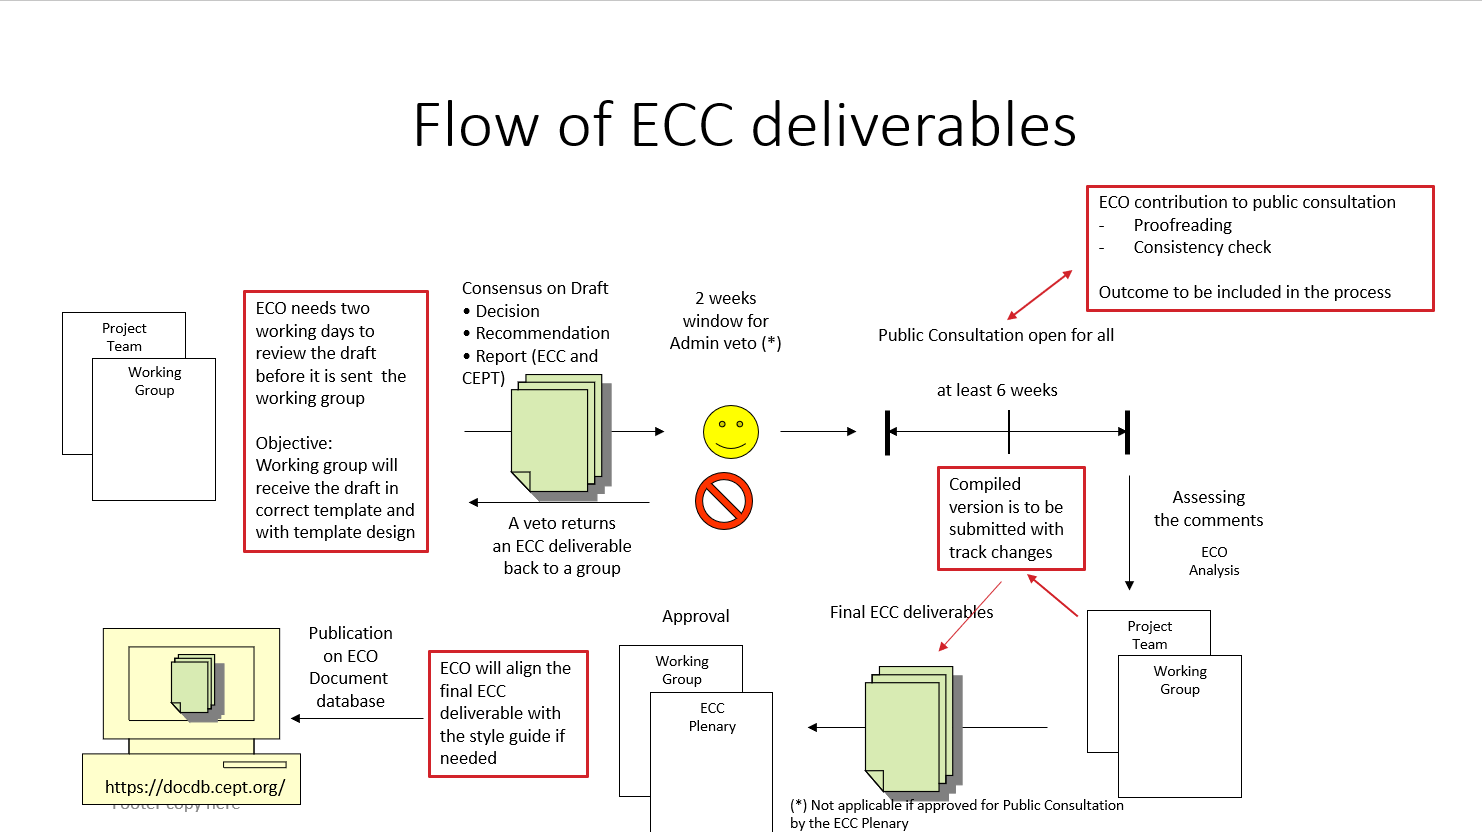 Flow of ECC deliverables
ECO contribution to public consultation
- Proofreading
- Consistency check
Outcome to be included in the process
Project
Team
Working
Group
ECO needs two
working days to
review the draft
before it is sent  the
working group
Objective:
Working group will
receive the draft in
correct template and
with template design
Consensus on Draft
• Decision
• Recommendation
• Report (ECC and
CEPT)
2 weeks
window for
Admin veto (*)
Public Consultation open for all
at least 6 weeks
A veto returns
an ECC deliverable
back to a group
Compiled
version is to be
submitted with
track changes
Assessing
the comments
ECO
Analysis
Project
Team
Working
Group
Final ECC deliverables
Approval
Working
Group
ECC
Plenary
ECO will align the
final ECC
deliverable with
the style guide if
needed
Publication
on ECO
Document
database
https://docdb.cept.org/
Footer copy here
(*) Not applicable if approved for Public Consultation
by the ECC Plenary